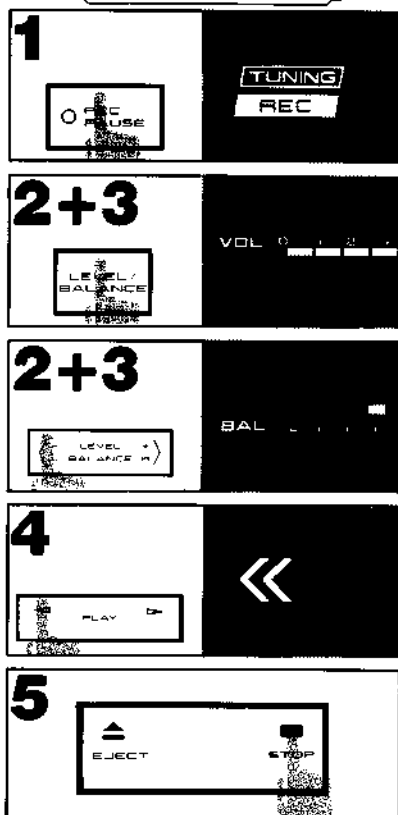 1
REC
PAUSE
TUNING
REC
2+3
LEVEL/
BALANCE
VOL 0
2+3
LEVEL +
BALANCE R
BAL
4
PLAY
5
EJECT
STOP